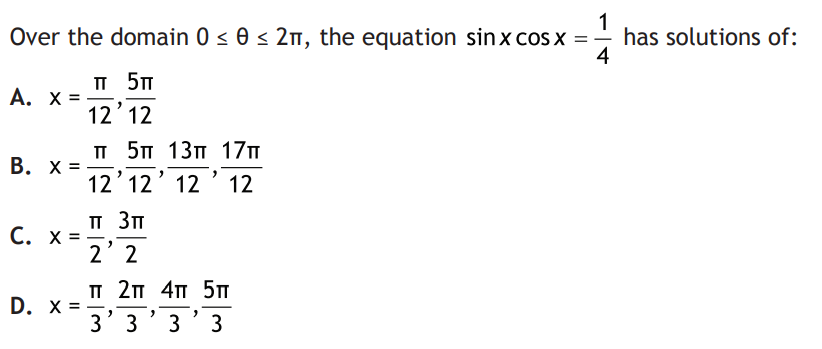 Over the domain 0 ≤ θ ≤ 2π, the equation sin x cos x = 1/4 has solutions of:
A. x = π/12, 5π/12
B. x = π/12, 5π/12, 13π/12, 17π/12
C. x = π/2, 3π/2
D. x = π/3, 2π/3, 4π/3, 5π/3